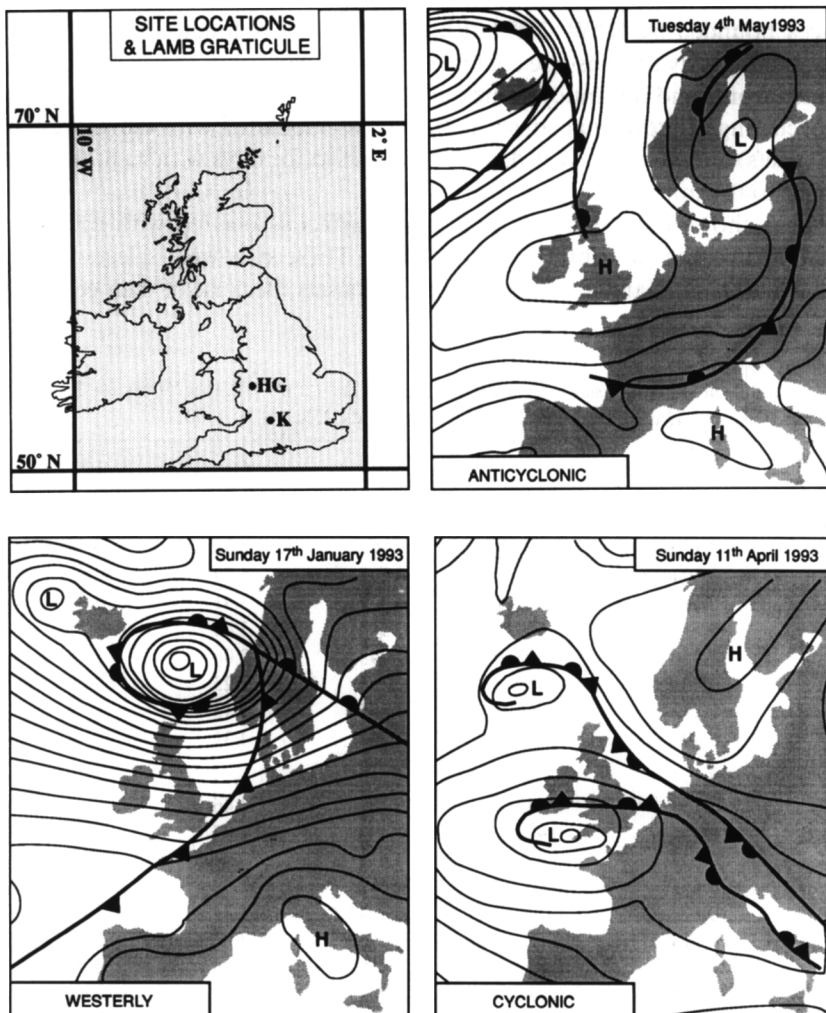 SITE LOCATIONS
& LAMB GRATICULE
70° N
10° W
2° E
HG
K
50° N
Tuesday 4th May1993
L
L
H
H
ANTICYCLONIC
Sunday 17th January 1993
L
L
H
WESTERLY
Sunday 11th April 1993
H
L
L
CYCLONIC